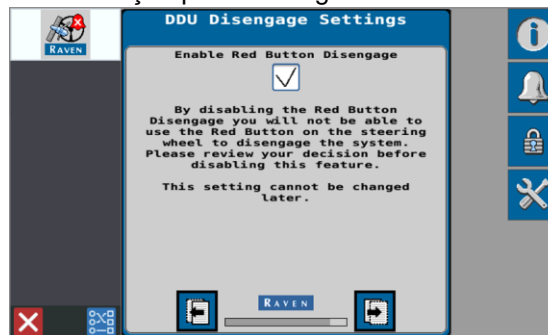 DDU Disengage Settings
RAVEN
Enable Red Button Disengage
By disabling the Red Button
Disengage you will not be able to
use the Red Button on the steering
wheel to disengage the system.
Please review your decision before
disabling this feature.
This setting cannot be changed
later.
RAVEN